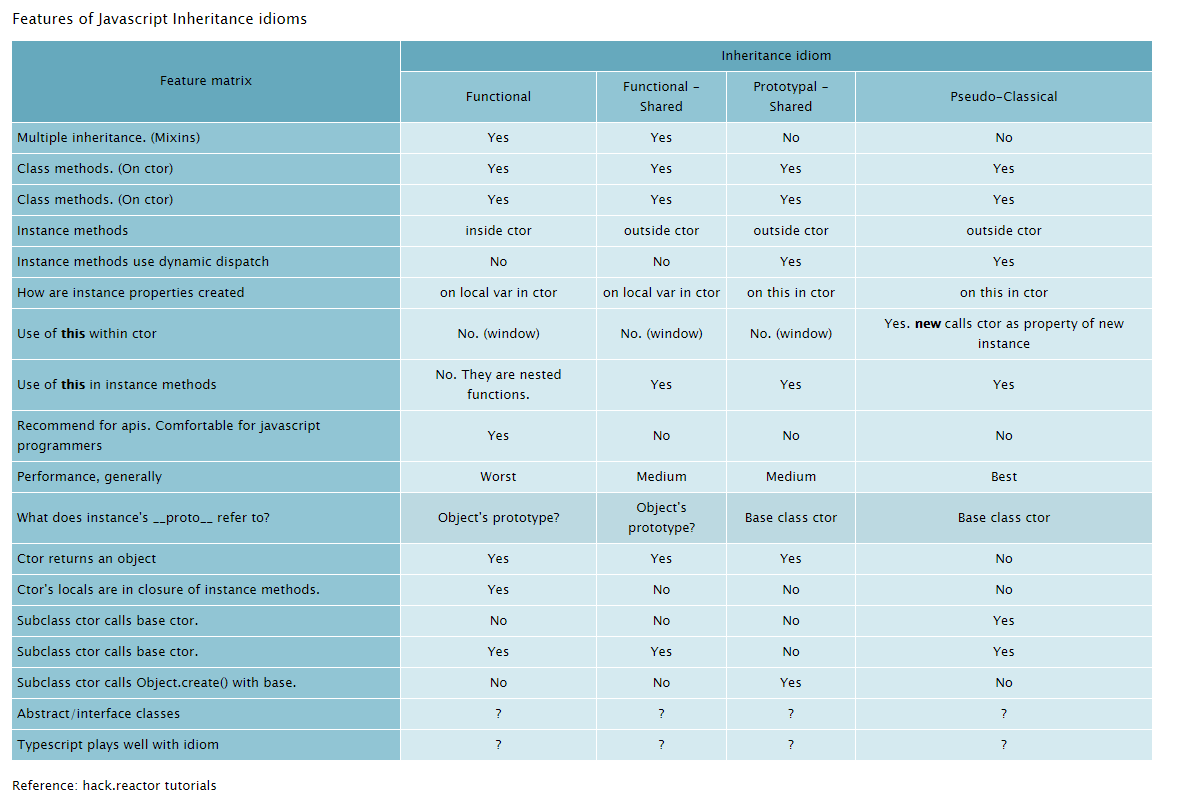 Features of Javascript Inheritance idioms
Feature matrix
Inheritance idiom
Functional
Functional -
Shared
Prototypal -
Shared
Pseudo-Classical
Multiple inheritance. (Mixins) Yes Yes No No
Class methods. (On ctor) Yes Yes Yes Yes
Class methods. (On ctor) Yes Yes Yes Yes
Instance methods inside ctor outside ctor outside ctor outside ctor
Instance methods use dynamic dispatch No No Yes Yes
How are instance properties created on local var in ctor on local var in ctor on this in ctor on this in ctor
Use of this within ctor No. (window) No. (window) No. (window) Yes. new calls ctor as property of new
instance
Use of this in instance methods No. They are nested
functions. Yes Yes Yes
Recommend for apis. Comfortable for javascript
programmers Yes No No No
Performance, generally Worst Medium Medium Best
What does instance's __proto__ refer to? Object's prototype? Object's
prototype? Base class ctor Base class ctor
Ctor returns an object Yes Yes Yes No
Ctor's locals are in closure of instance methods. Yes No No No
Subclass ctor calls base ctor. No No No Yes
Subclass ctor calls base ctor. Yes Yes No Yes
Subclass ctor calls Object.create() with base. No No Yes No
Abstract/interface classes ? ? ? ?
Typescript plays well with idiom ? ? ? ?
Reference: hack.reactor tutorials